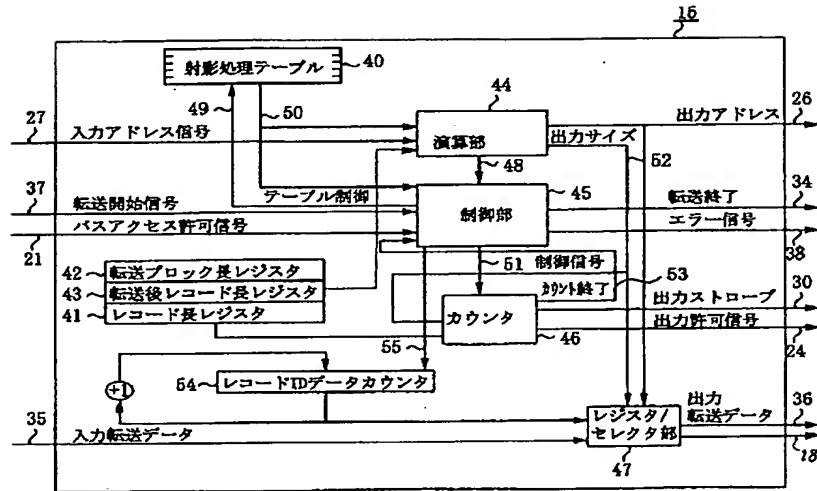 15
射影処理テーブル
40
49
50
44
27
入力アドレス信号
演算部
出力アドレス
26
出力サイズ
52
48
45
37
転送開始信号
テーブル制御
制御部
転送終了
34
バスアクセス許可信号
エラー信号
21
38
42
転送ブロック長レジスタ
43
転送後レコード長レジスタ
41
レコード長レジスタ
51
制御信号
53
カウント終了
30
出力ストローブ
カウンタ
出力許可信号
46
24
55
+1
54
レコードIDデータカウンタ
35
入力転送データ
レジスタ/
セレクタ部
47
出力
転送データ
36
18